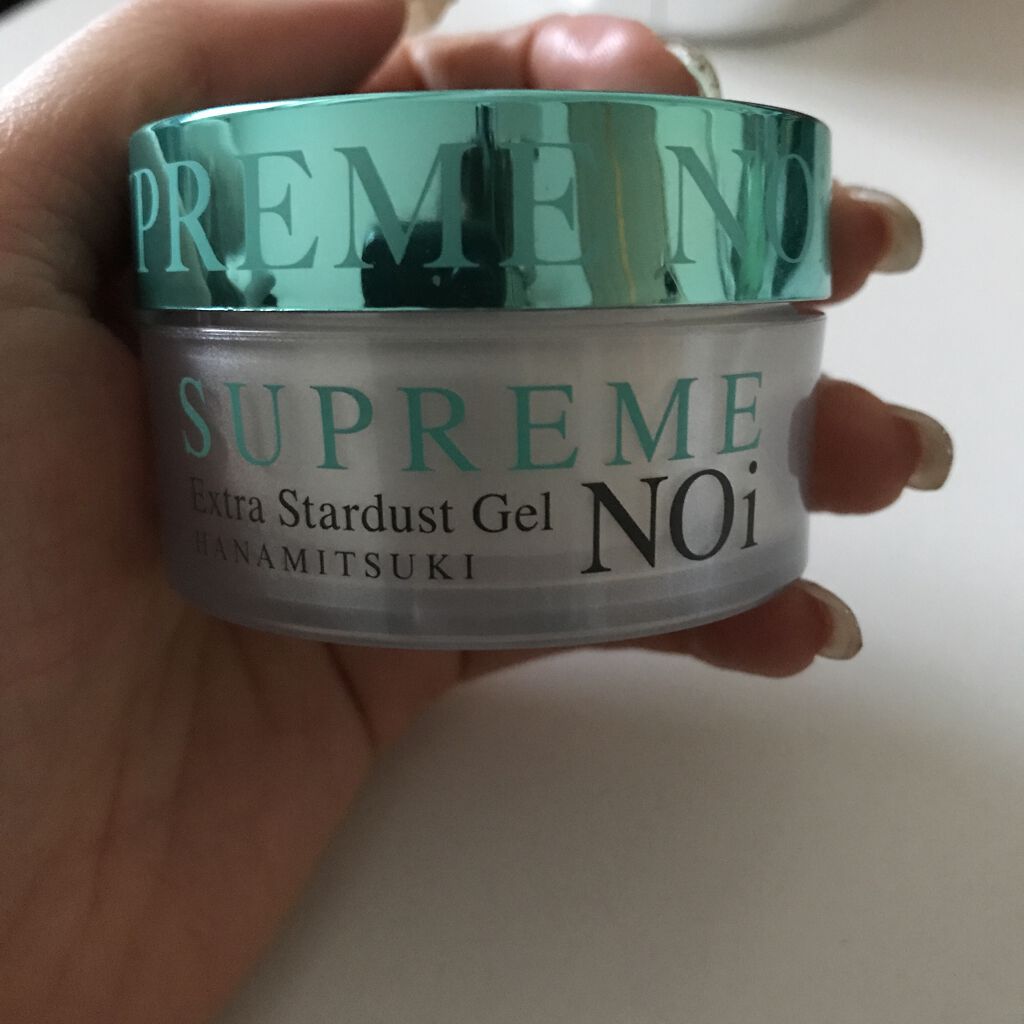 PREME NO
SUPREME
Extra Stardust Gel
NOi
HANAMITSUKI